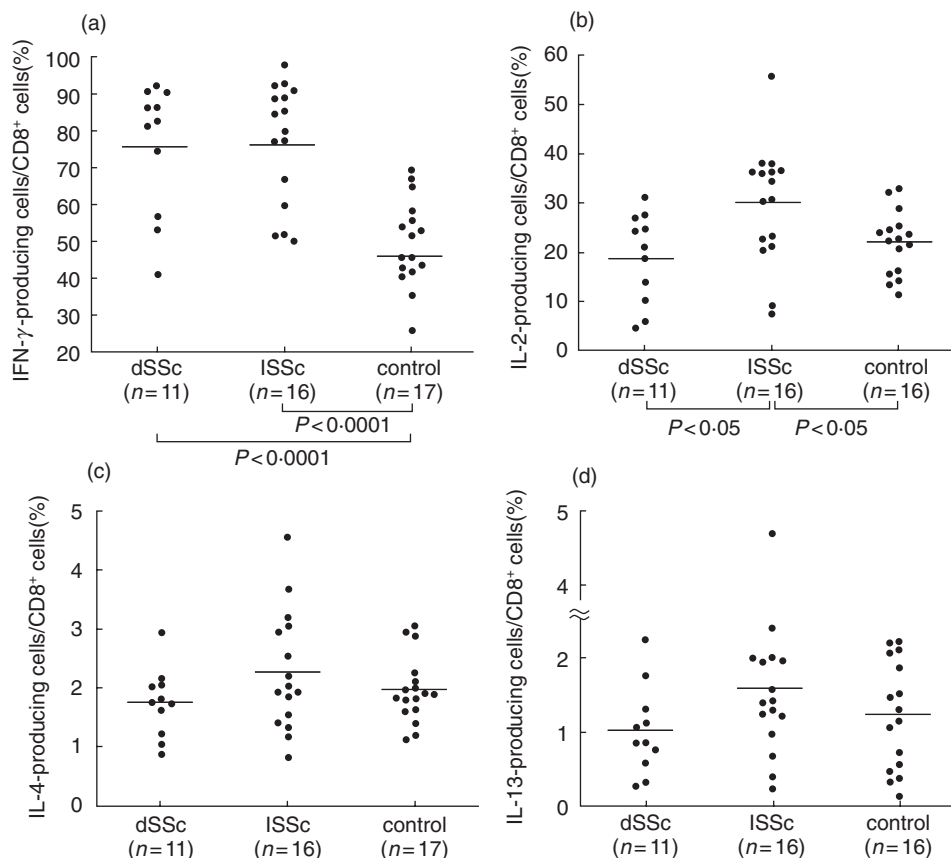 (a)
IFN-γ-producing cells/CD8+ cells(%)
100
90
80
70
60
50
40
30
20
dSSc
(n=11)
lSSc
(n=16)
control
(n=17)
P<0·0001
P<0·0001
(b)
IL-2-producing cells/CD8+ cells(%)
60
50
40
30
20
10
0
dSSc
(n=11)
lSSc
(n=16)
control
(n=16)
P<0·05
P<0·05
(c)
IL-4-producing cells/CD8+ cells(%)
5
4
3
2
1
0
dSSc
(n=11)
lSSc
(n=16)
control
(n=17)
(d)
IL-13-producing cells/CD8+ cells(%)
5
4
2
1
0
dSSc
(n=11)
lSSc
(n=16)
control
(n=16)